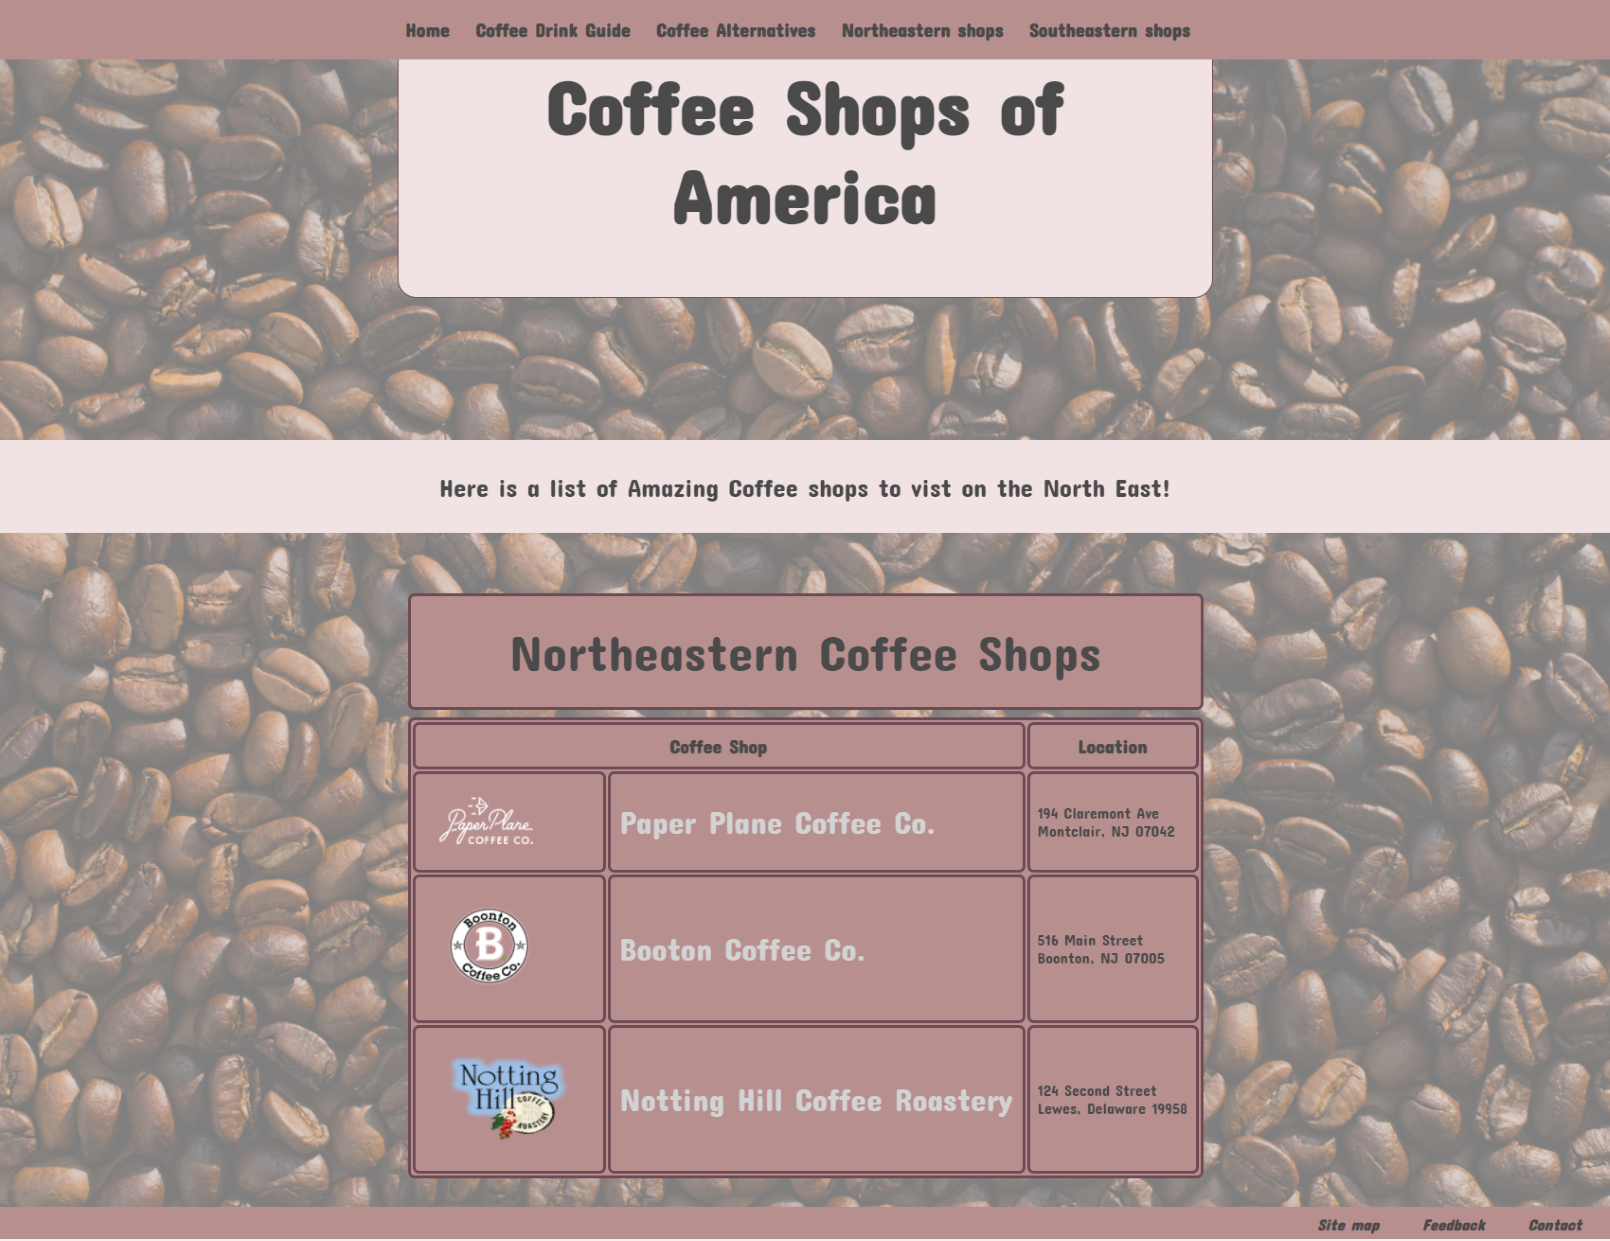 Home Coffee Drink Guide Coffee Alternatives Northeastern shops Southeastern shops
Coffee Shops of
America
Here is a list of Amazing Coffee shops to vist on the North East!
Northeastern Coffee Shops
Coffee Shop Location
Paper Plane
COFFEE CO.
Paper Plane Coffee Co.
194 Claremont Ave
Montclair, NJ 07042
Boonton
B
Coffee Co.
Booton Coffee Co.
516 Main Street
Boonton, NJ 07005
Notting
Hill
COFFEE
ROASTERY
Notting Hill Coffee Roastery
124 Second Street
Lewes, Delaware 19958
Site map Feedback Contact